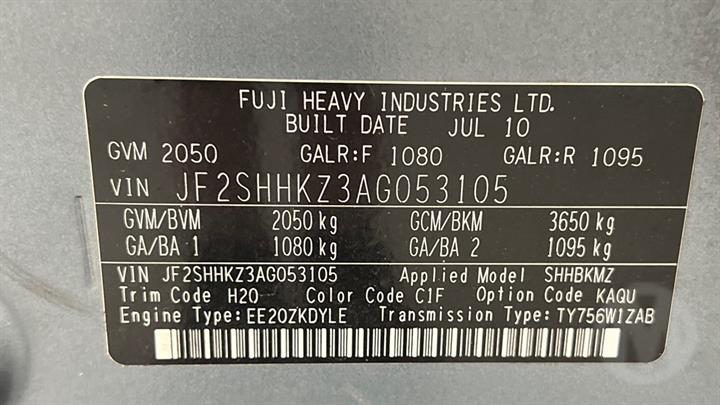 FUJI HEAVY INDUSTRIES LTD.
BUILT DATE JUL 10
GVM 2050 GALR:F 1080 GALR:R 1095
VIN JF2SHHKZ3AG053105
GVM/BVM 2050 kg GCM/BKM 3650 kg
GA/BA 1 1080 kg GA/BA 2 1095 kg
VIN JF2SHHKZ3AG053105 Applied Model SHHBKMZ
Trim Code H20 Color Code C1F Option Code KAQU
Engine Type:EE20ZKDYLE Transmission Type:TY756W1ZAB